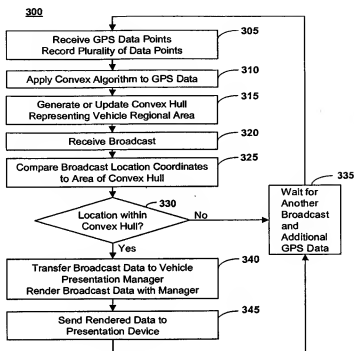 300
Receive GPS Data Points
Record Plurality of Data Points
305
Apply Convex Algorithm to GPS Data
310
Generate or Update Convex Hull
Representing Vehicle Regional Area
315
Receive Broadcast
320
Compare Broadcast Location Coordinates
to Area of Convex Hull
325
Location within
Convex Hull?
330
No
Yes
Wait for
Another
Broadcast
and
Additional
GPS Data
335
Transfer Broadcast Data to Vehicle
Presentation Manager
Render Broadcast Data with Manager
340
Send Rendered Data to
Presentation Device
345